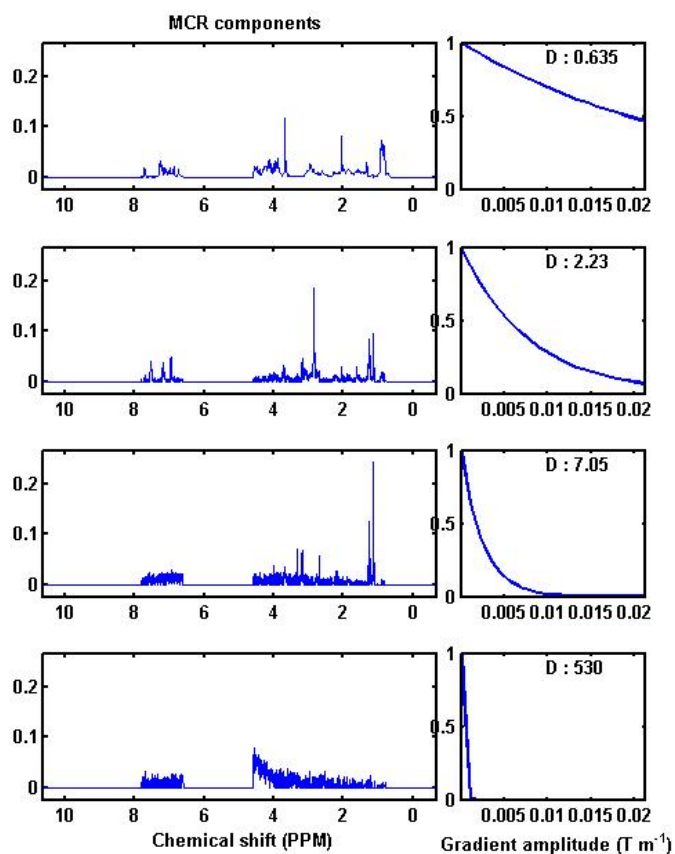 MCR components
0.2
0.1
0
10 8 6 4 2 0
1
0.5
0
0.005 0.01 0.015 0.02
D : 0.635
0.2
0.1
0
10 8 6 4 2 0
1
0.5
0
0.005 0.01 0.015 0.02
D : 2.23
0.2
0.1
0
10 8 6 4 2 0
1
0.5
0
0.005 0.01 0.015 0.02
D : 7.05
0.2
0.1
0
10 8 6 4 2 0
1
0.5
0
0.005 0.01 0.015 0.02
D : 530
Chemical shift (PPM)
Gradient amplitude (T m⁻¹)